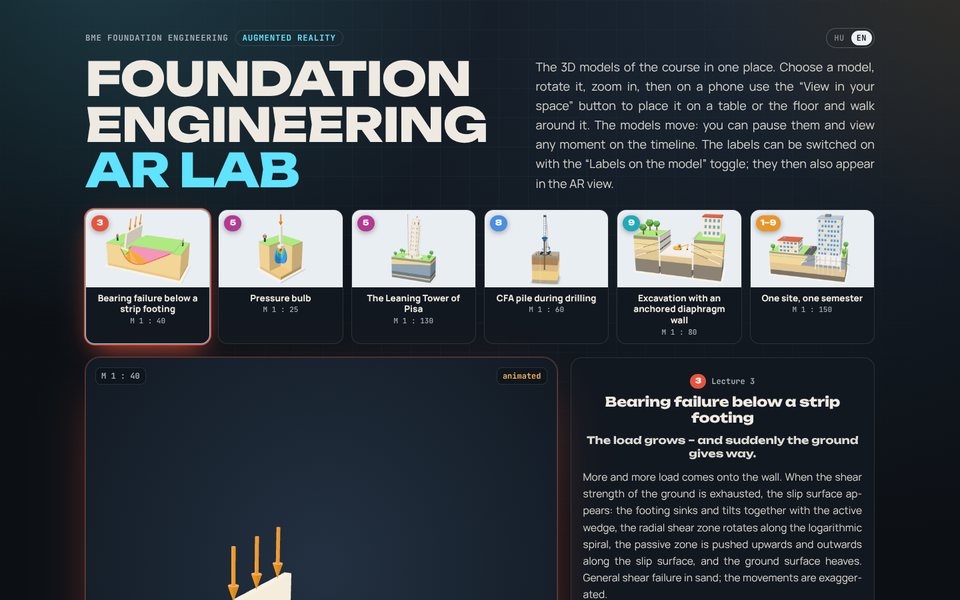 BME FOUNDATION ENGINEERING
AUGMENTED REALITY
HU
EN
FOUNDATION
ENGINEERING
AR LAB
The 3D models of the course in one place. Choose a model,
rotate it, zoom in, then on a phone use the “View in your
space” button to place it on a table or the floor and walk
around it. The models move: you can pause them and view
any moment on the timeline. The labels can be switched on
with the “Labels on the model” toggle; they then also appear
in the AR view.
3
Bearing failure below a
strip footing
M 1 : 40
5
Pressure bulb
M 1 : 25
5
The Leaning Tower of
Pisa
M 1 : 130
8
CFA pile during drilling
M 1 : 60
9
Excavation with an
anchored diaphragm
wall
M 1 : 80
1–9
One site, one semester
M 1 : 150
M 1 : 40
animated
3 Lecture 3
Bearing failure below a strip
footing
The load grows – and suddenly the ground
gives way.
More and more load comes onto the wall. When the shear
strength of the ground is exhausted, the slip surface ap-
pears: the footing sinks and tilts together with the active
wedge, the radial shear zone rotates along the logarithmic
spiral, the passive zone is pushed upwards and outwards
along the slip surface, and the ground surface heaves.
General shear failure in sand; the movements are exagger-
ated.